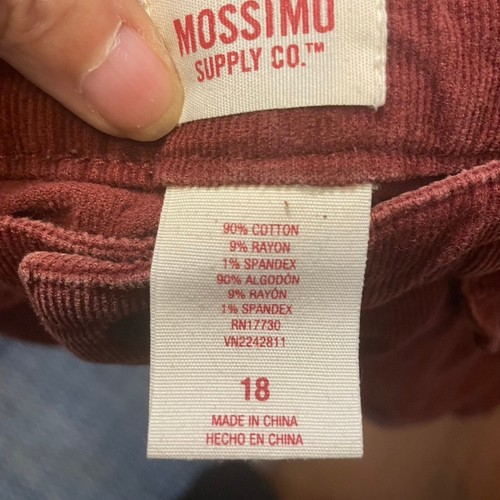 MOSSIMO
SUPPLY CO.™
90% COTTON
9% RAYON
1% SPANDEX
90% ALGODÓN
9% RAYÓN
1% SPANDEX
RN17730
VN2242811
18
MADE IN CHINA
HECHO EN CHINA